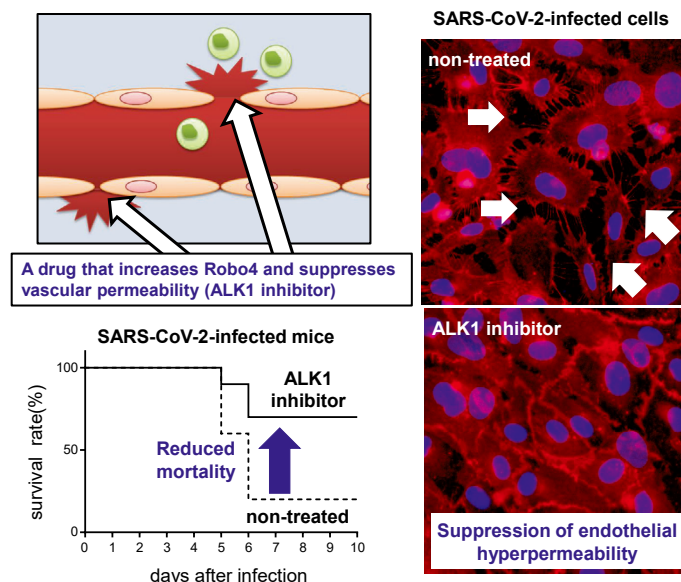 SARS-CoV-2-infected cells
non-treated
A drug that increases Robo4 and suppresses
vascular permeability (ALK1 inhibitor)
ALK1 inhibitor
Suppression of endothelial
hyperpermeability
SARS-CoV-2-infected mice
survival rate(%)
100
50
0
ALK1
inhibitor
Reduced
mortality
non-treated
0 1 2 3 4 5 6 7 8 9 10
days after infection